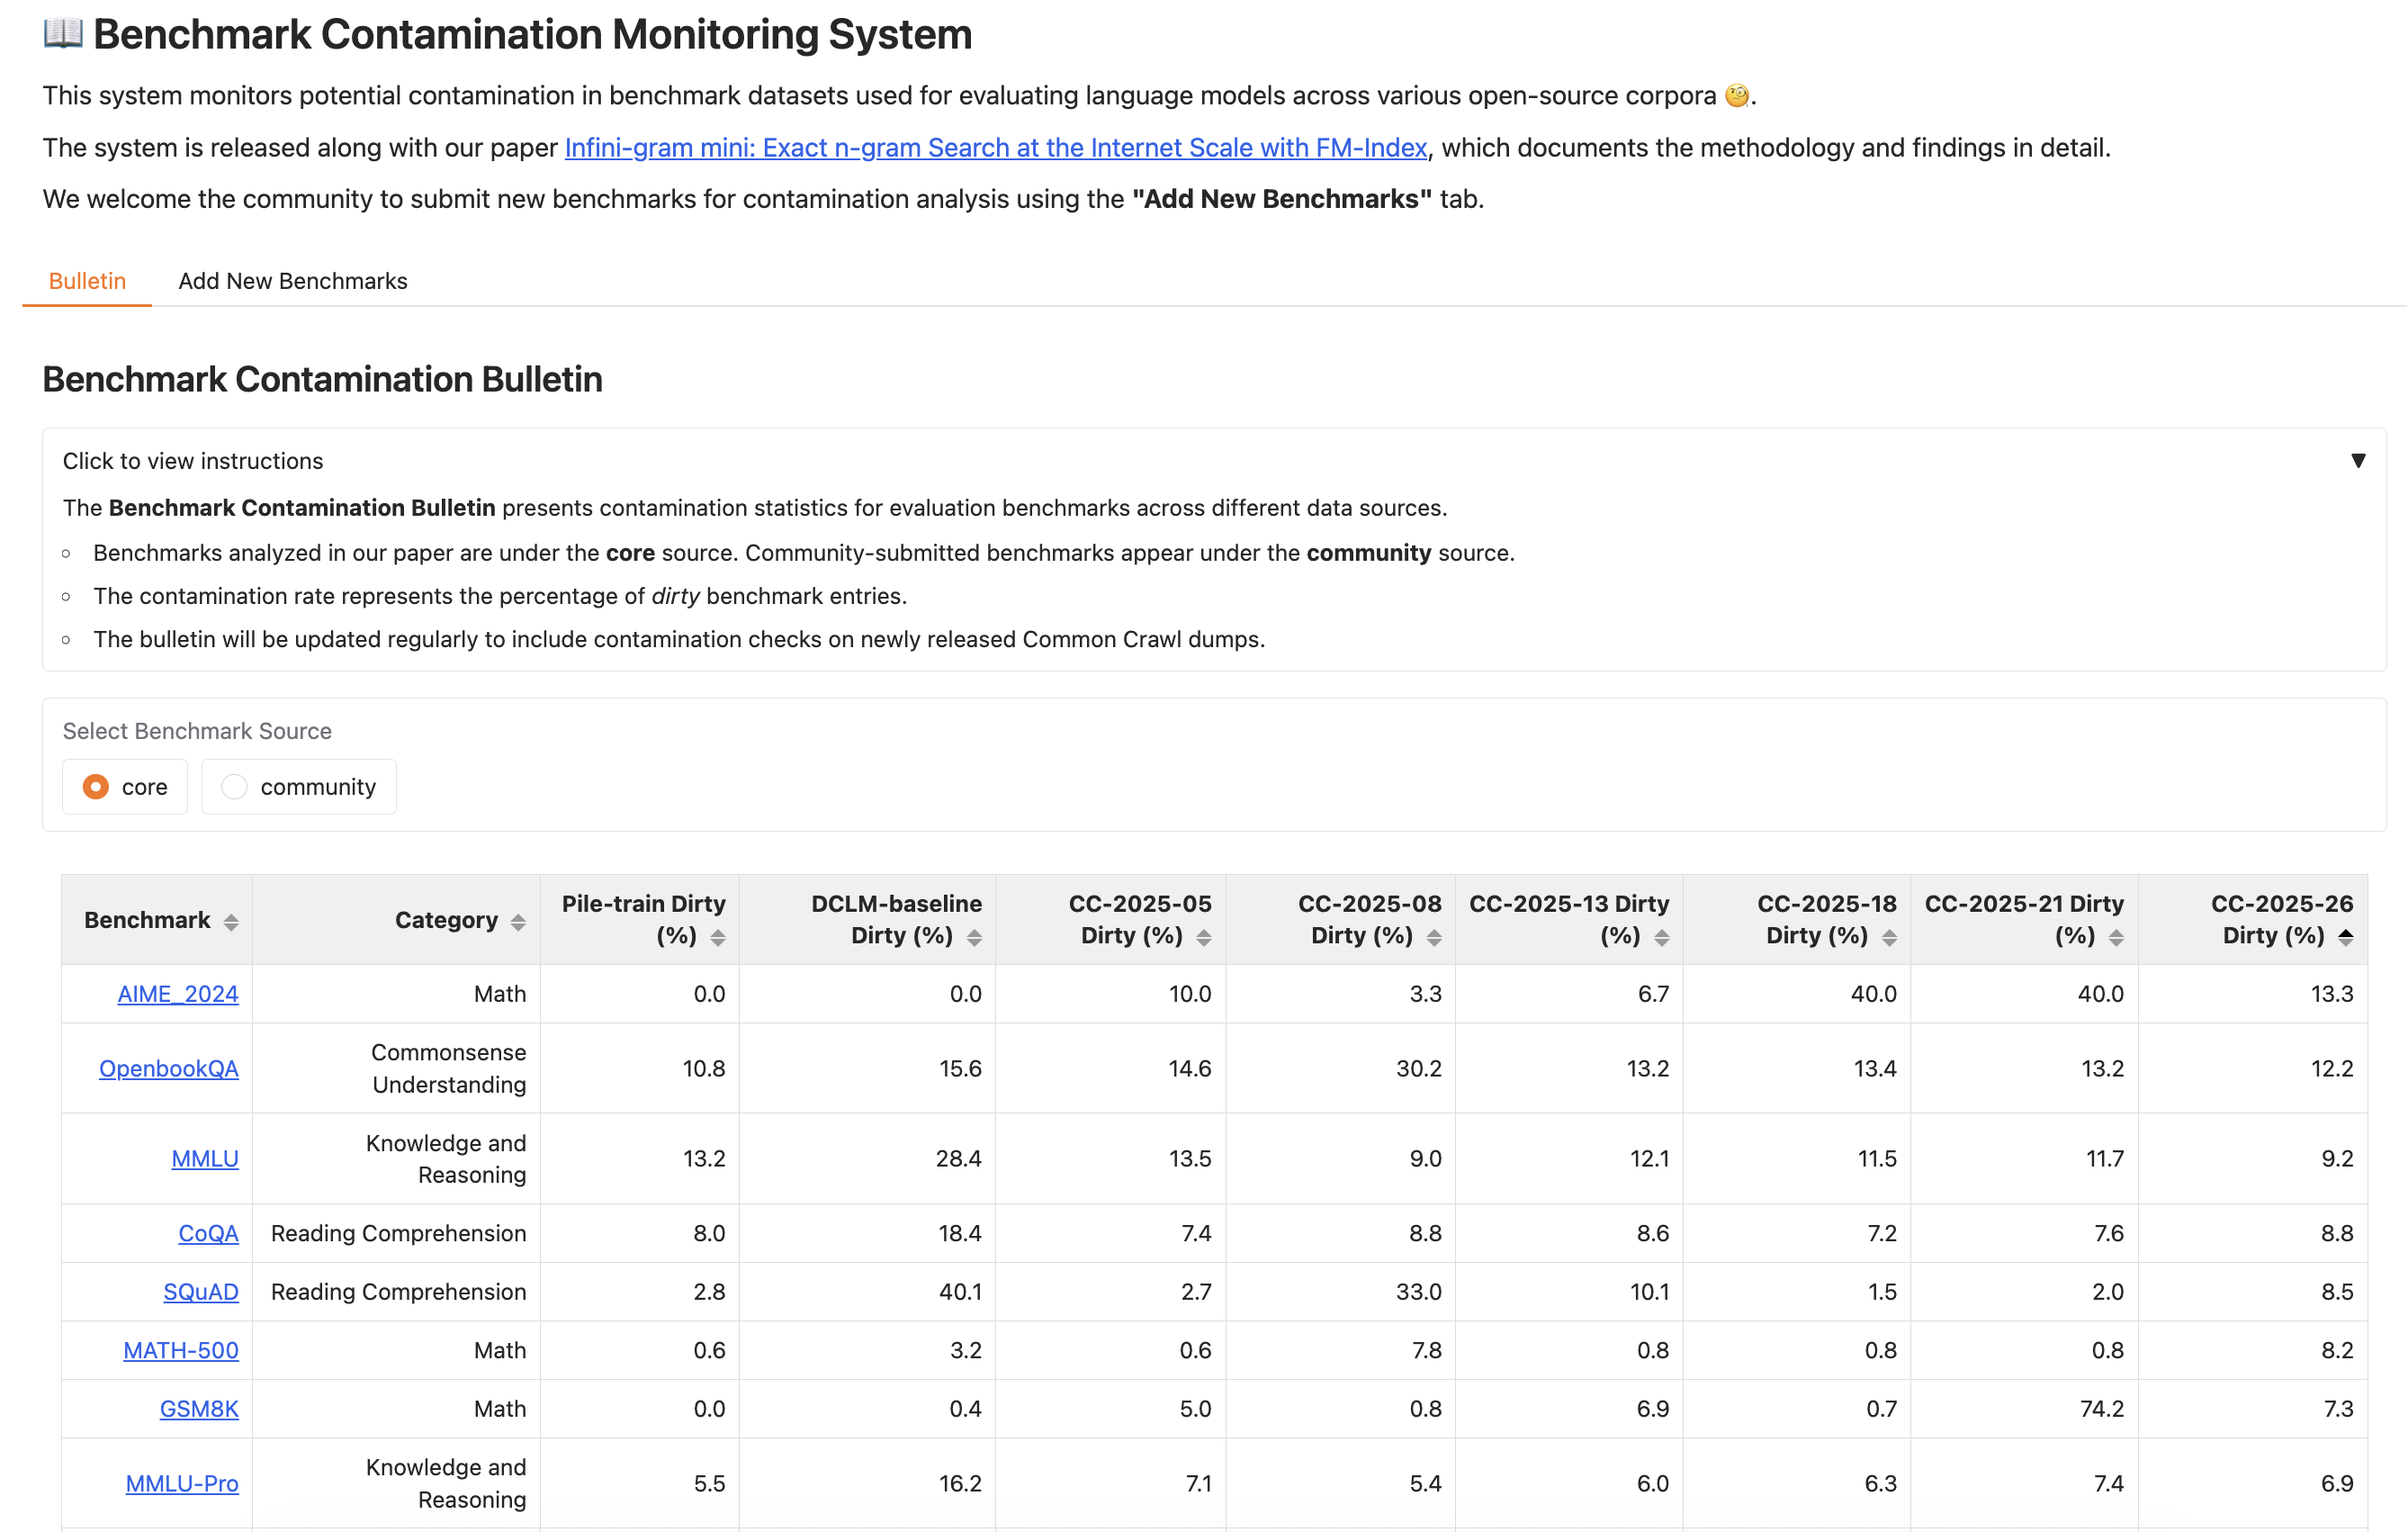 📖 Benchmark Contamination Monitoring System
This system monitors potential contamination in benchmark datasets used for evaluating language models across various open-source corpora 🧐.
The system is released along with our paper Infini-gram mini: Exact n-gram Search at the Internet Scale with FM-Index, which documents the methodology and findings in detail.
We welcome the community to submit new benchmarks for contamination analysis using the "Add New Benchmarks" tab.
Bulletin Add New Benchmarks
Benchmark Contamination Bulletin
Click to view instructions ▼
The Benchmark Contamination Bulletin presents contamination statistics for evaluation benchmarks across different data sources.
Benchmarks analyzed in our paper are under the core source. Community-submitted benchmarks appear under the community source.
The contamination rate represents the percentage of dirty benchmark entries.
The bulletin will be updated regularly to include contamination checks on newly released Common Crawl dumps.
Select Benchmark Source
core community
Benchmark Category Pile-train Dirty (%) DCLM-baseline Dirty (%) CC-2025-05 Dirty (%) CC-2025-08 Dirty (%) CC-2025-13 Dirty (%) CC-2025-18 Dirty (%) CC-2025-21 Dirty (%) CC-2025-26 Dirty (%)
AIME_2024 Math 0.0 0.0 10.0 3.3 6.7 40.0 40.0 13.3
OpenbookQA Commonsense Understanding 10.8 15.6 14.6 30.2 13.2 13.4 13.2 12.2
MMLU Knowledge and Reasoning 13.2 28.4 13.5 9.0 12.1 11.5 11.7 9.2
CoQA Reading Comprehension 8.0 18.4 7.4 8.8 8.6 7.2 7.6 8.8
SQuAD Reading Comprehension 2.8 40.1 2.7 33.0 10.1 1.5 2.0 8.5
MATH-500 Math 0.6 3.2 0.6 7.8 0.8 0.8 0.8 8.2
GSM8K Math 0.0 0.4 5.0 0.8 6.9 0.7 74.2 7.3
MMLU-Pro Knowledge and Reasoning 5.5 16.2 7.1 5.4 6.0 6.3 7.4 6.9